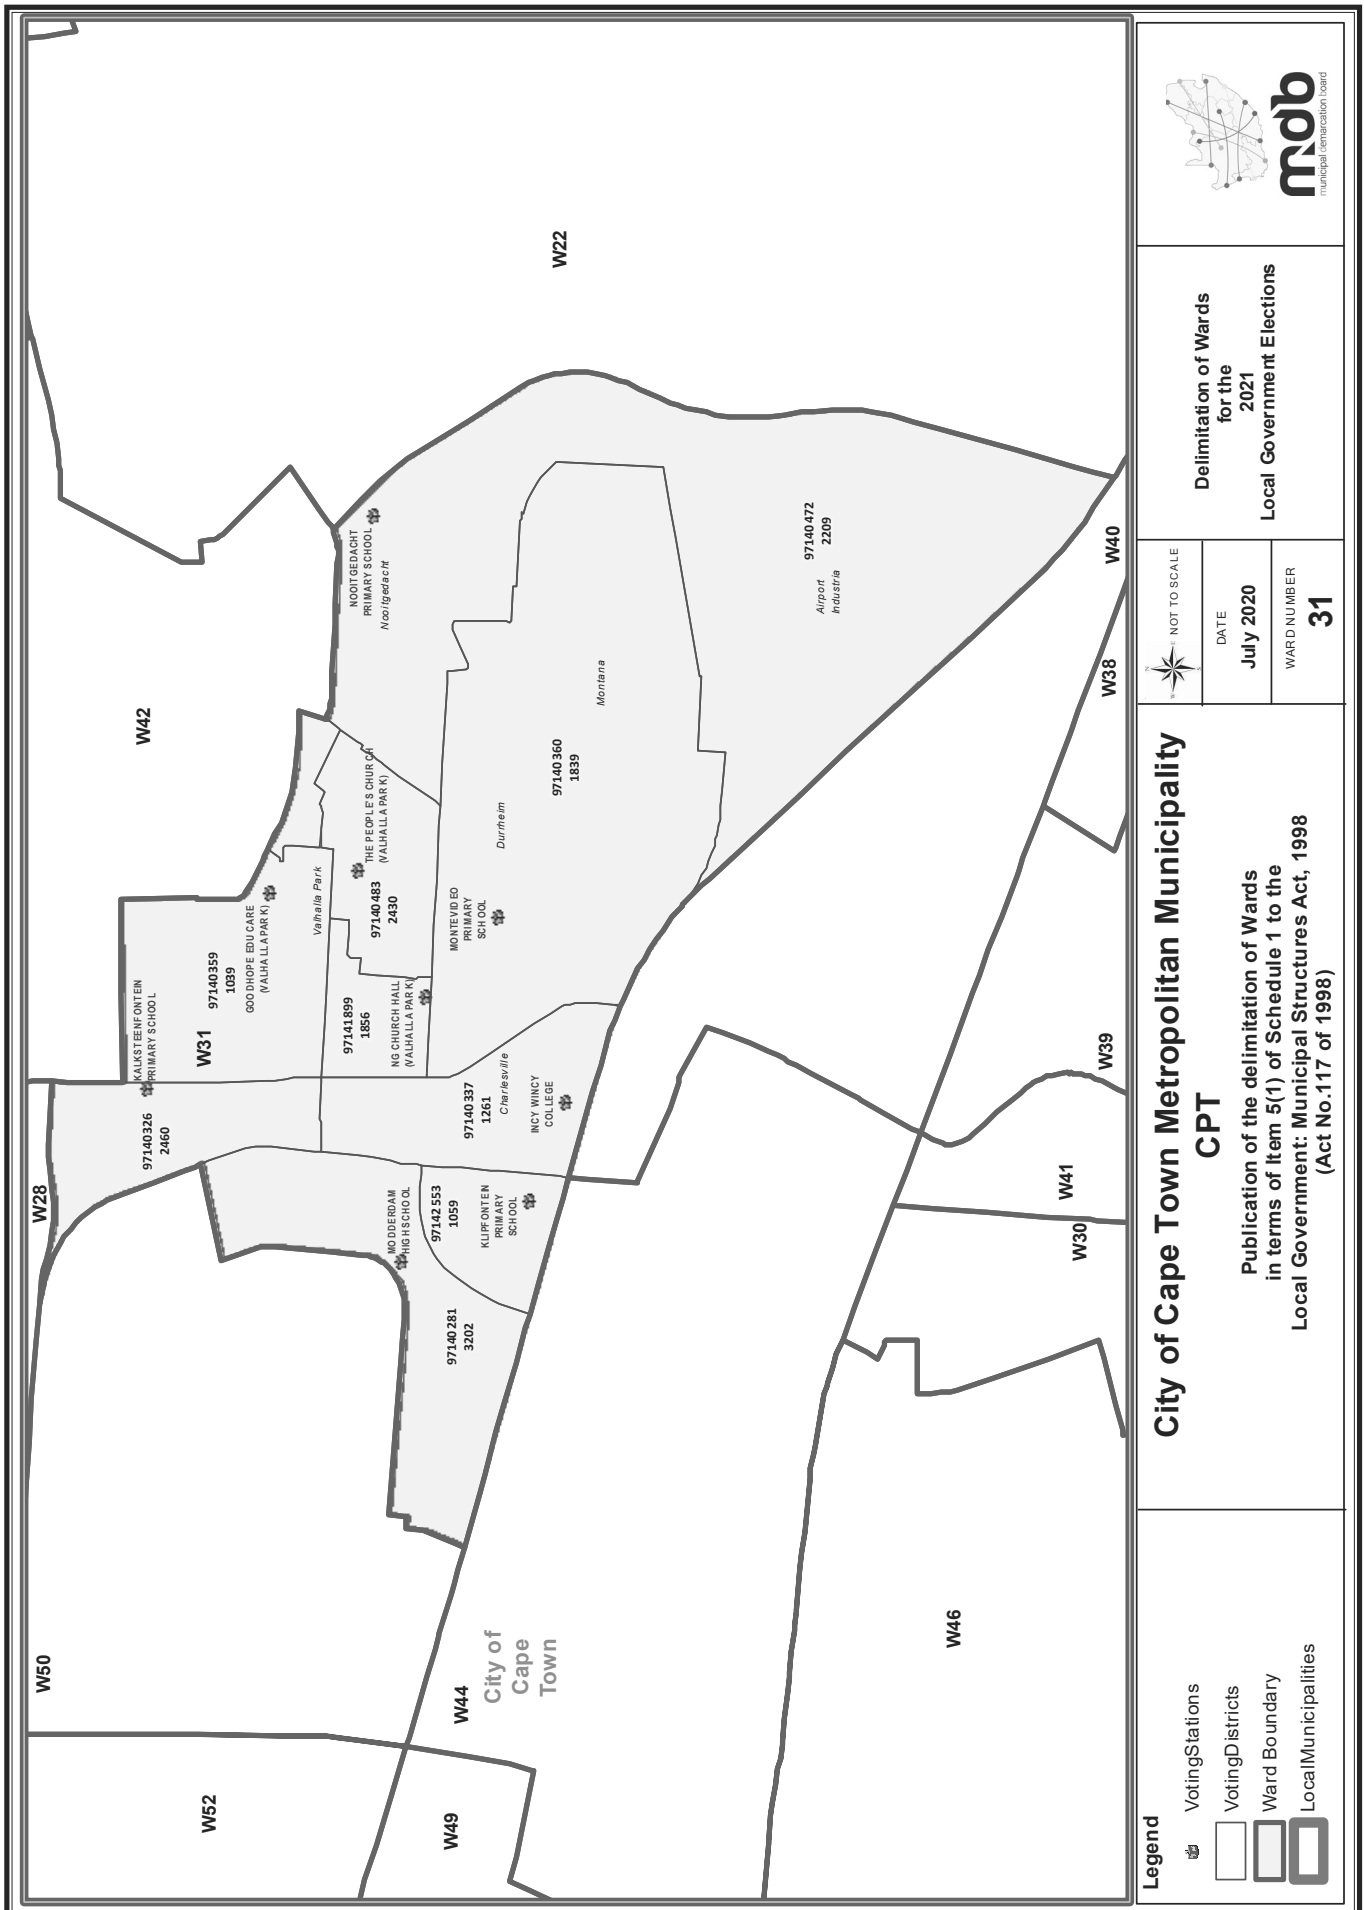 W50
W28
W42
W22
W52
W49
W44
W46
W30
W41
W39
W38
W40
W31
City of
Cape
Town
KALKSTEENFONTEIN
PRIMARY SCHOOL
97140326
2460
97140359
1039
GOODHOPE EDU CARE
(VALHALLA PARK)
Valhalla Park
NOOITGEDACHT
PRIMARY SCHOOL
Nooitgedacht
THE PEOPLE'S CHURCH
(VALHALLA PARK)
97140483
2430
97141899
1856
NG CHURCH HALL
(VALHALLA PARK)
MONTEVIDEO
PRIMARY
SCHOOL
Durrheim
97140360
1839
Montana
97140472
2209
Airport
Industria
97140337
1261
Charlesville
INCY WINCY
COLLEGE
MODDERDAM
HIGH SCHOOL
97142553
1059
KLIPFONTEIN
PRIMARY
SCHOOL
97140281
3202
Legend
VotingStations
VotingDistricts
Ward Boundary
LocalMunicipalities
City of Cape Town Metropolitan Municipality
CPT
Publication of the delimitation of Wards
in terms of Item 5(1) of Schedule 1 to the
Local Government: Municipal Structures Act, 1998
(Act No.117 of 1998)
N
E
S
W
NOT TO SCALE
DATE
July 2020
WARD NUMBER
31
Delimitation of Wards
for the
2021
Local Government Elections
mdb
municipal demarcation board